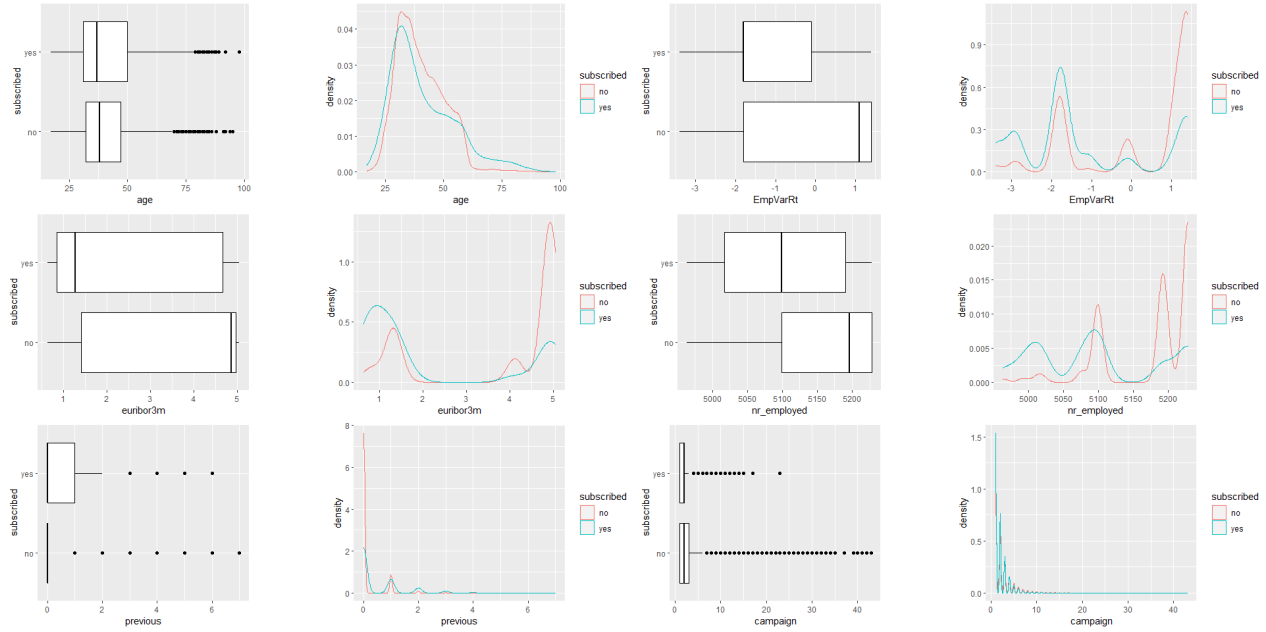 subscribed
yes
no
25 50 75 100
age
density
0.04
0.03
0.02
0.01
0.00
25 50 75 100
age
subscribed
no
yes
subscribed
yes
no
-3 -2 -1 0 1
EmpVarRt
density
0.9
0.6
0.3
0.0
-3 -2 -1 0 1
EmpVarRt
subscribed
no
yes
subscribed
yes
no
1 2 3 4 5
euribor3m
density
1.0
0.5
0.0
1 2 3 4 5
euribor3m
subscribed
no
yes
subscribed
yes
no
5000 5050 5100 5150 5200
nr_employed
density
0.020
0.015
0.010
0.005
0.000
5000 5050 5100 5150 5200
nr_employed
subscribed
no
yes
subscribed
yes
no
0 2 4 6
previous
density
8
6
4
2
0
0 2 4 6
previous
subscribed
no
yes
subscribed
yes
no
0 10 20 30 40
campaign
density
1.5
1.0
0.5
0.0
0 10 20 30 40
campaign
subscribed
no
yes